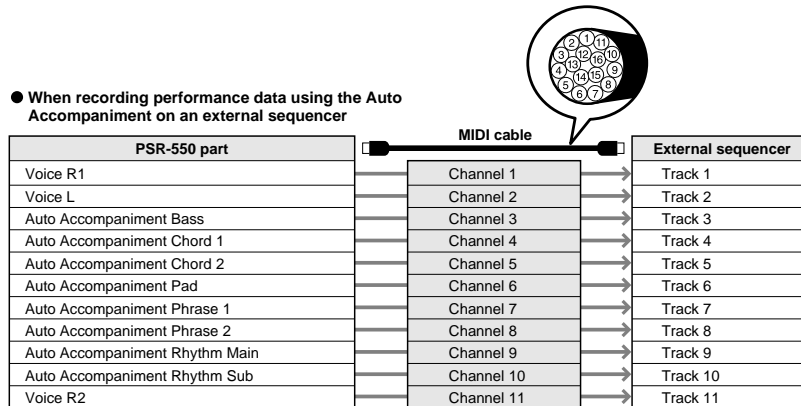 2 1 11
3 12 16 10
4 13 9
5 14 15 8
6 7
● When recording performance data using the Auto
Accompaniment on an external sequencer
MIDI cable
PSR-550 part External sequencer
Voice R1 Channel 1 Track 1
Voice L Channel 2 Track 2
Auto Accompaniment Bass Channel 3 Track 3
Auto Accompaniment Chord 1 Channel 4 Track 4
Auto Accompaniment Chord 2 Channel 5 Track 5
Auto Accompaniment Pad Channel 6 Track 6
Auto Accompaniment Phrase 1 Channel 7 Track 7
Auto Accompaniment Phrase 2 Channel 8 Track 8
Auto Accompaniment Rhythm Main Channel 9 Track 9
Auto Accompaniment Rhythm Sub Channel 10 Track 10
Voice R2 Channel 11 Track 11